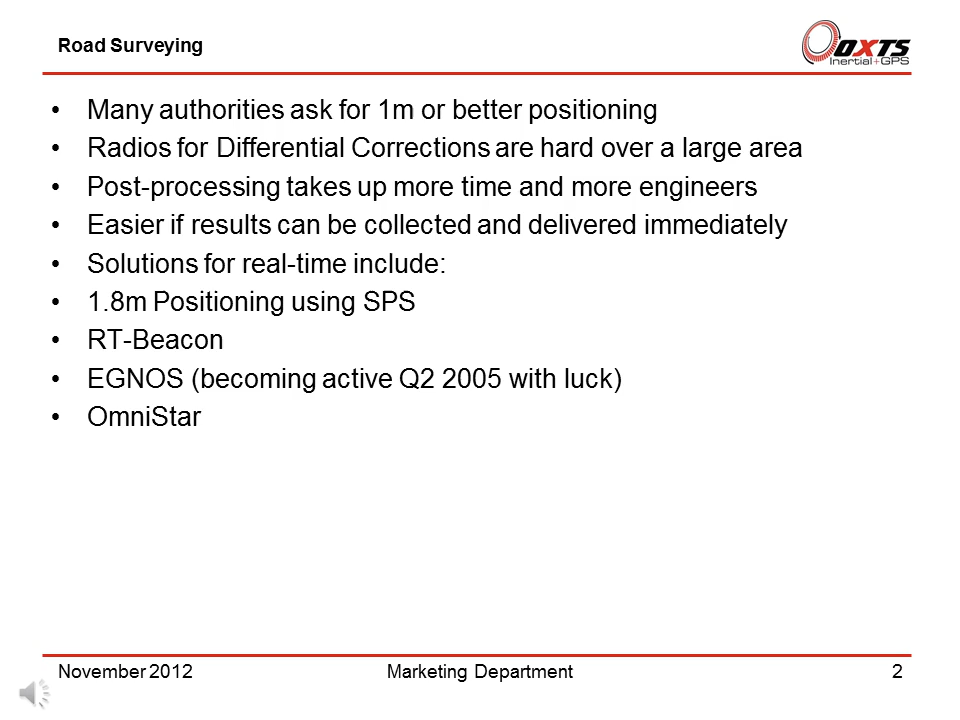 Road Surveying
OXTS
Inertial+GPS
• Many authorities ask for 1m or better positioning
• Radios for Differential Corrections are hard over a large area
• Post-processing takes up more time and more engineers
• Easier if results can be collected and delivered immediately
• Solutions for real-time include:
• 1.8m Positioning using SPS
• RT-Beacon
• EGNOS (becoming active Q2 2005 with luck)
• OmniStar
November 2012 Marketing Department 2